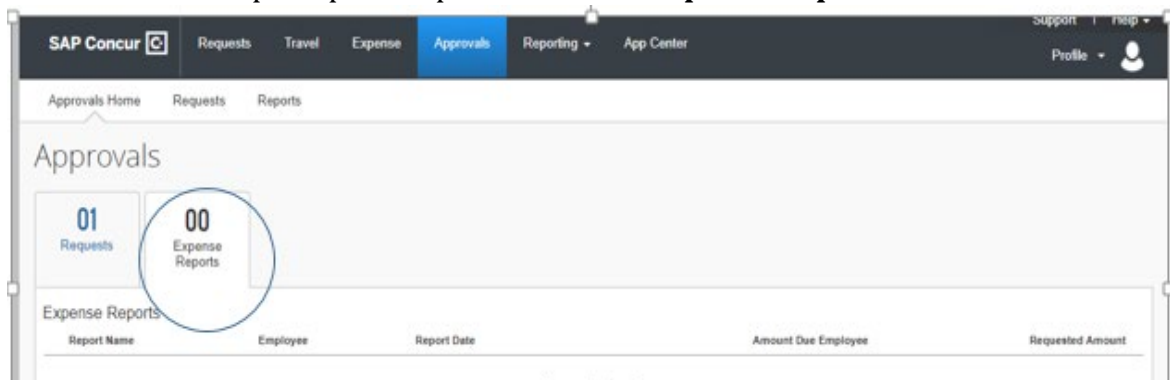 Support | Help
SAP Concur C Requests Travel Expense Approvals Reporting App Center
Profile
Approvals Home Requests Reports
Approvals
01 00
Requests Expense
Reports
Expense Reports
Report Name Employee Report Date Amount Due Employee Requested Amount